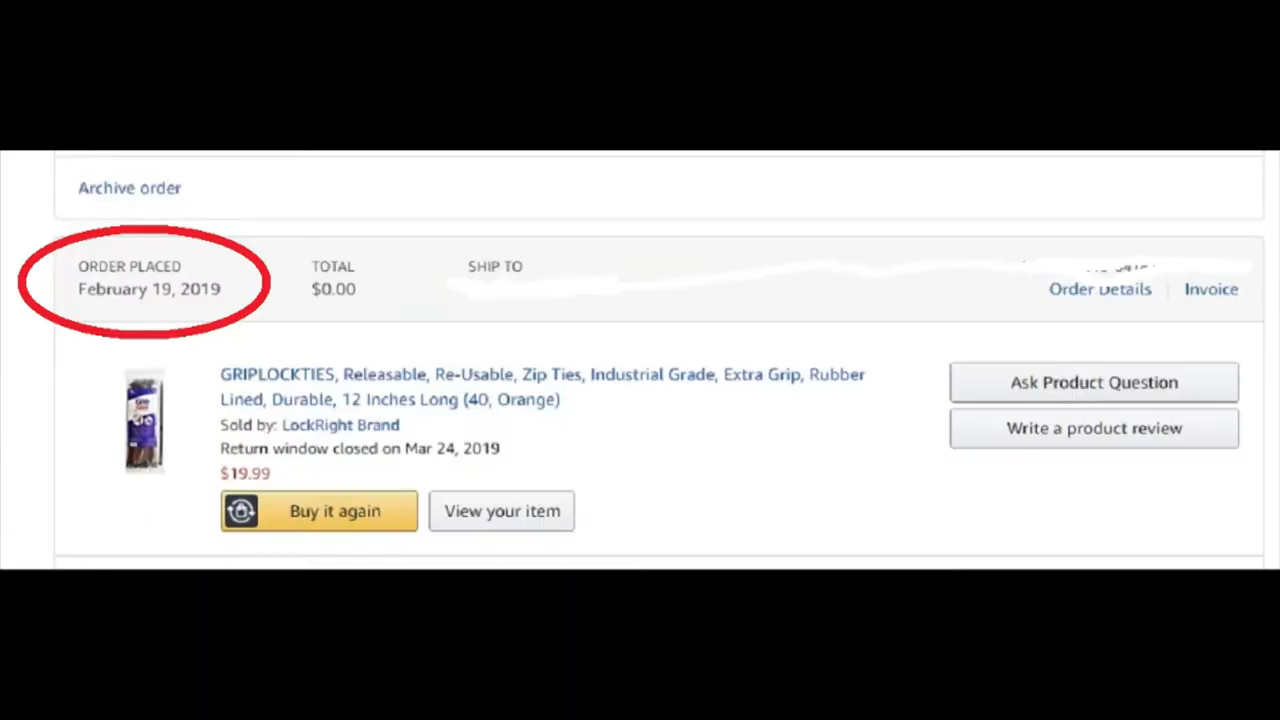 Archive order
ORDER PLACED
February 19, 2019
TOTAL
$0.00
SHIP TO
Order Details
Invoice
GRIPLOCKTIES, Releasable, Re-Usable, Zip Ties, Industrial Grade, Extra Grip, Rubber
Lined, Durable, 12 Inches Long (40, Orange)
Sold by: LockRight Brand
Return window closed on Mar 24, 2019
$19.99
Buy it again
View your item
Ask Product Question
Write a product review